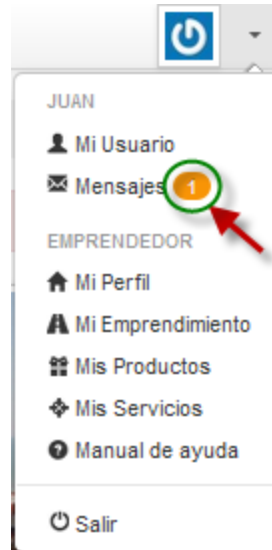 JUAN
Mi Usuario
Mensajes 1
EMPRENDEDOR
Mi Perfil
Mi Emprendimiento
Mis Productos
Mis Servicios
Manual de ayuda
Salir